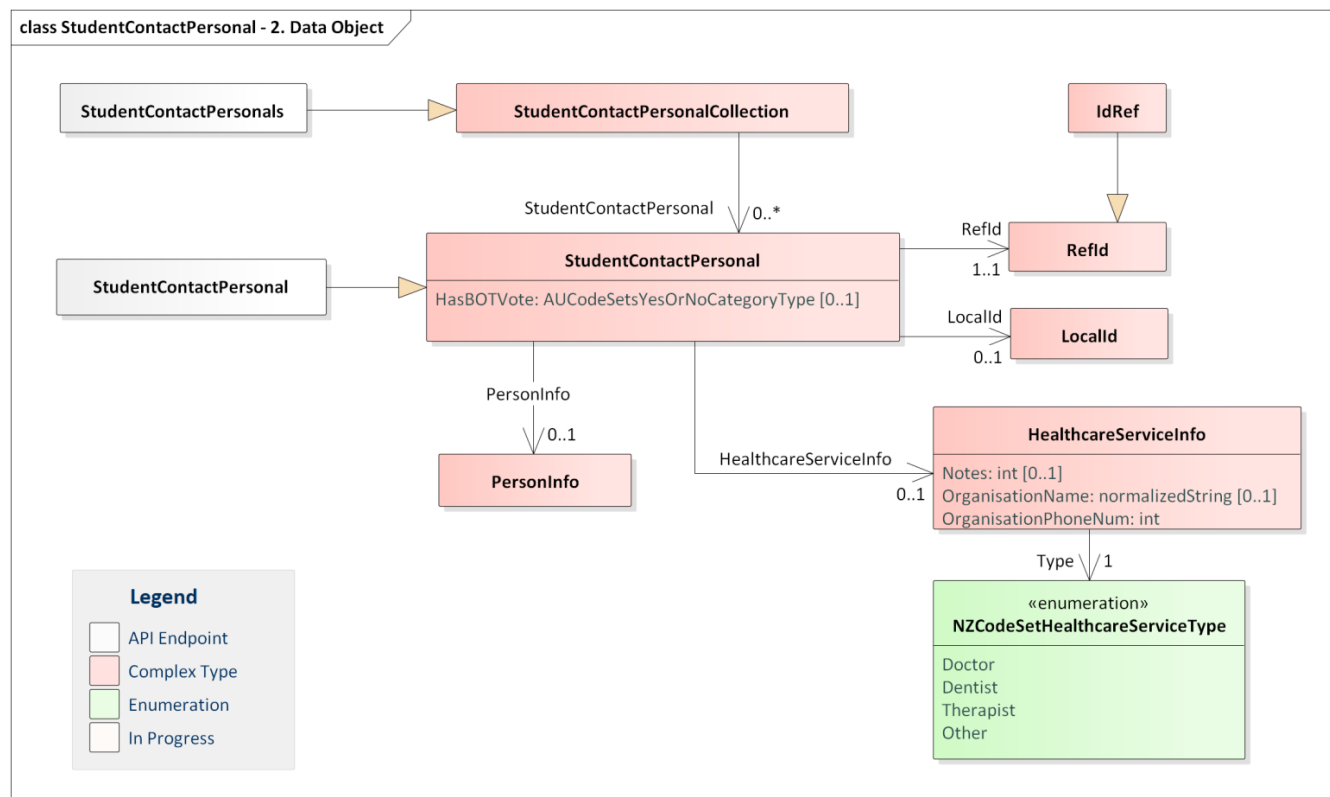 class StudentContactPersonal - 2. Data Object
StudentContactPersonals
StudentContactPersonalCollection
IdRef
StudentContactPersonal
0..*
StudentContactPersonal
StudentContactPersonal
HasBOTVote: AUCodeSetsYesOrNoCategoryType [0..1]
RefId
1..1
RefId
LocalId
0..1
LocalId
PersonInfo
0..1
PersonInfo
HealthcareServiceInfo
0..1
HealthcareServiceInfo
Notes: int [0..1]
OrganisationName: normalizedString [0..1]
OrganisationPhoneNum: int
Type
1
«enumeration»
NZCodeSetHealthcareServiceType
Doctor
Dentist
Therapist
Other
Legend
API Endpoint
Complex Type
Enumeration
In Progress